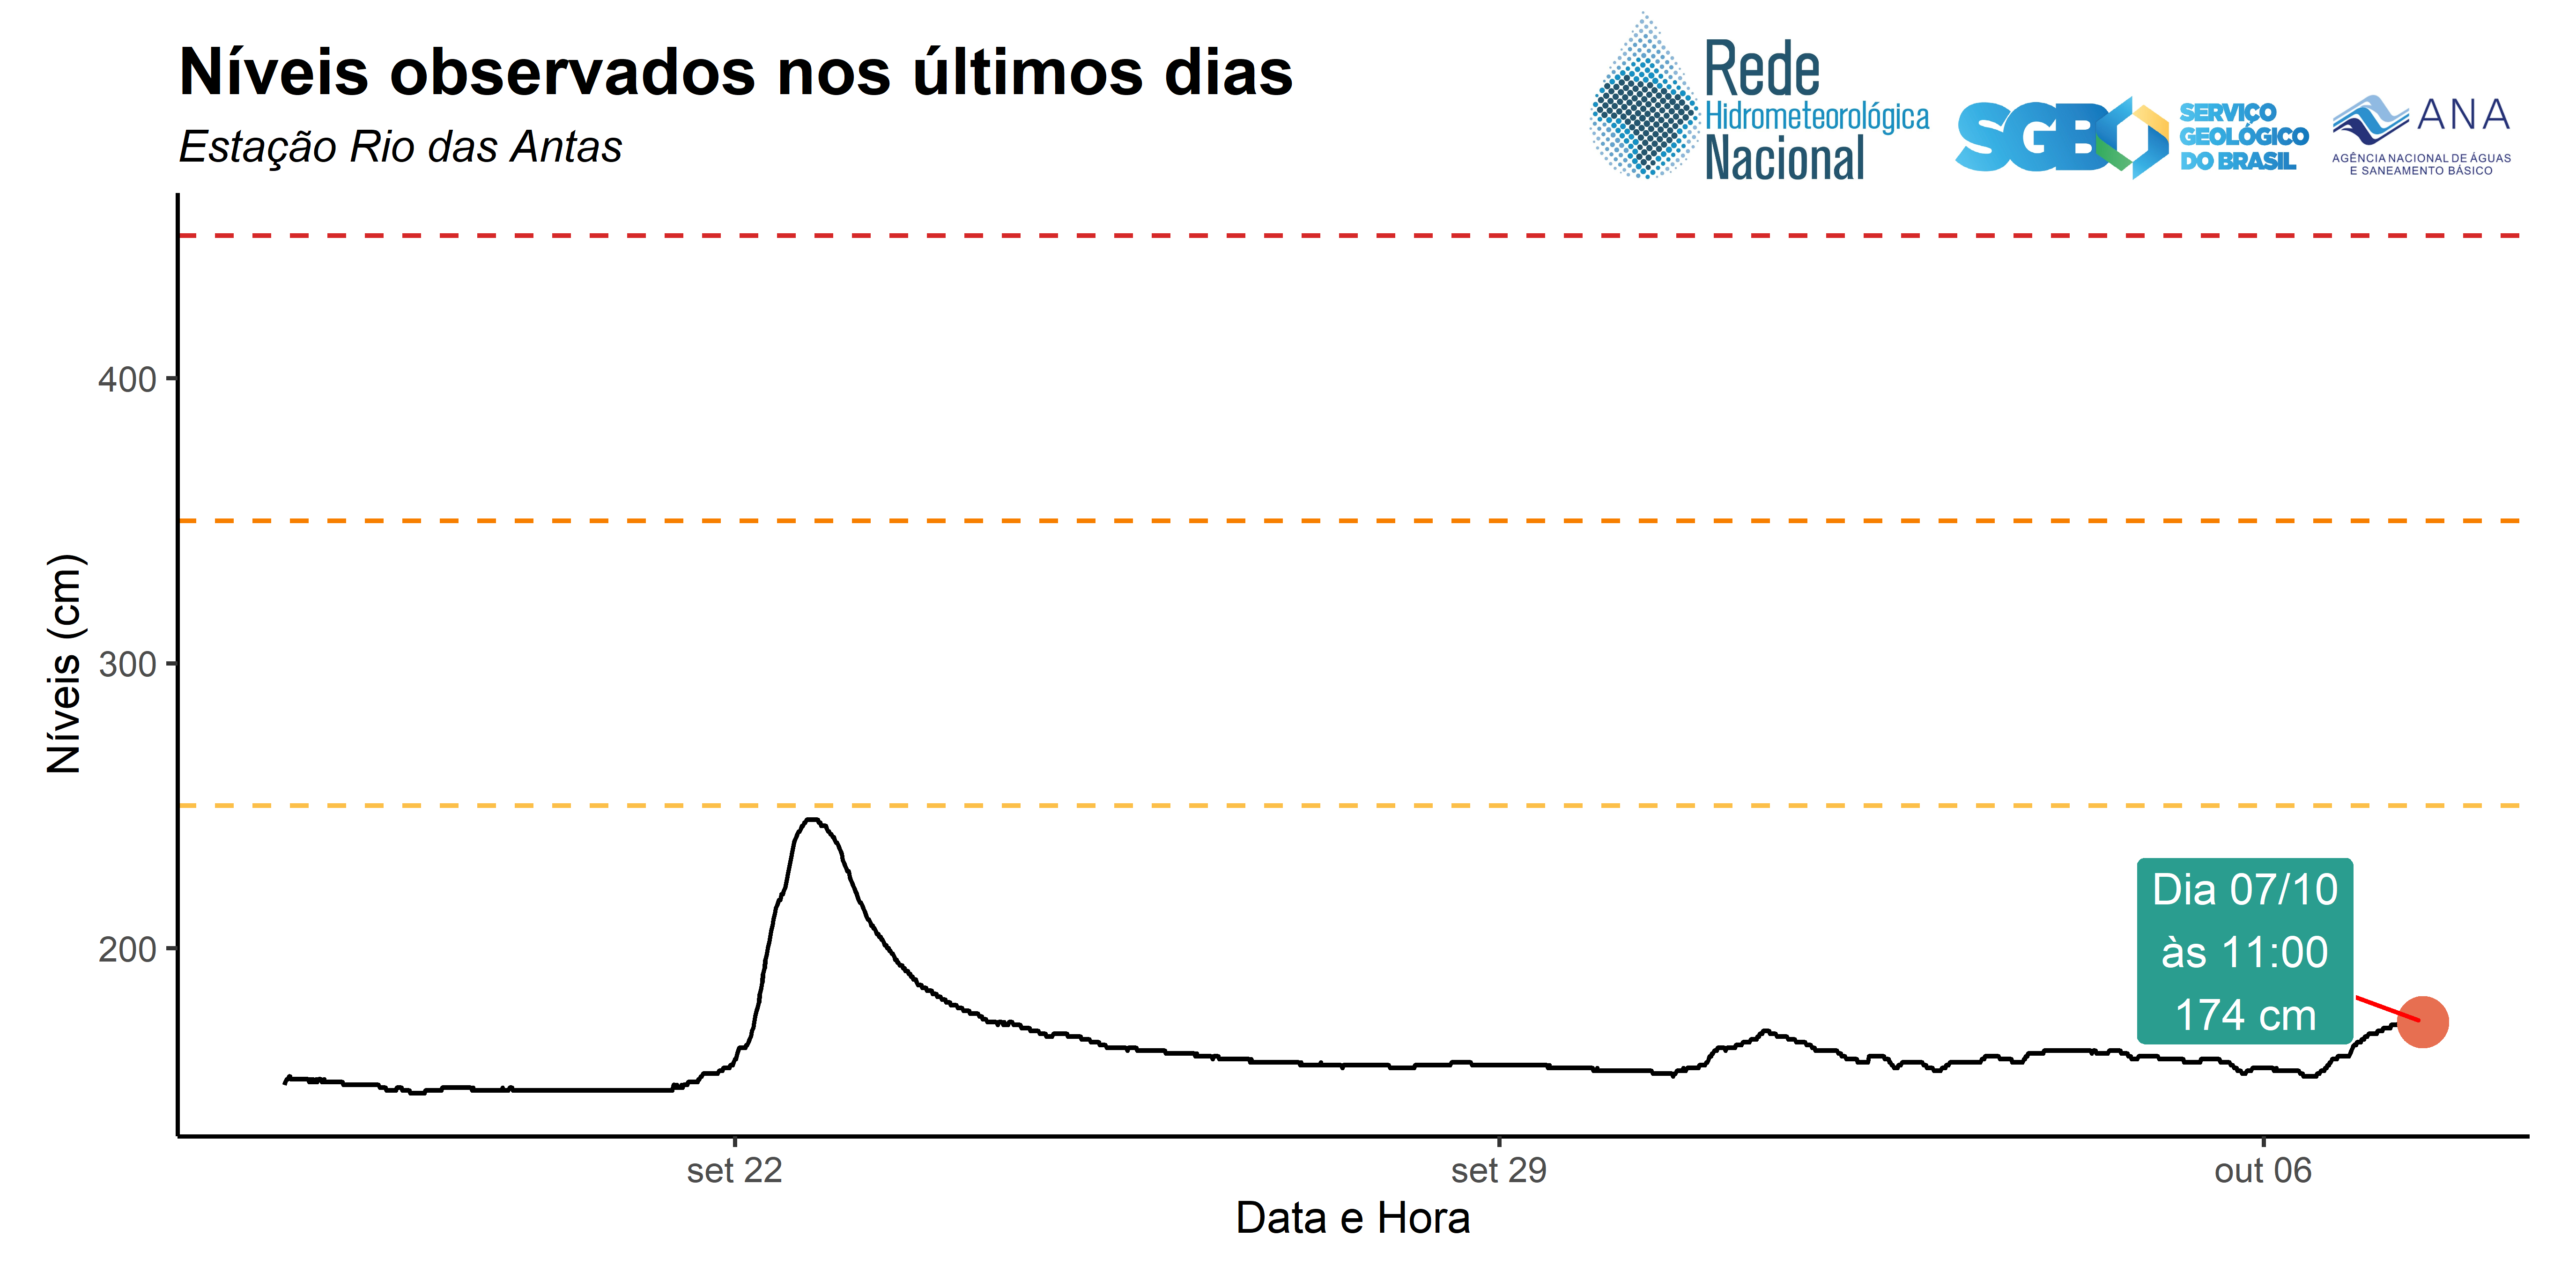 Níveis observados nos últimos dias
Estação Rio das Antas
Rede
Hidrometeorológica
Nacional
SGB
SERVIÇO
GEOLÓGICO
DO BRASIL
ANA
AGÊNCIA NACIONAL DE ÁGUAS
E SANEAMENTO BÁSICO
Níveis (cm)
400
300
200
Dia 07/10
às 11:00
174 cm
set 22
set 29
out 06
Data e Hora